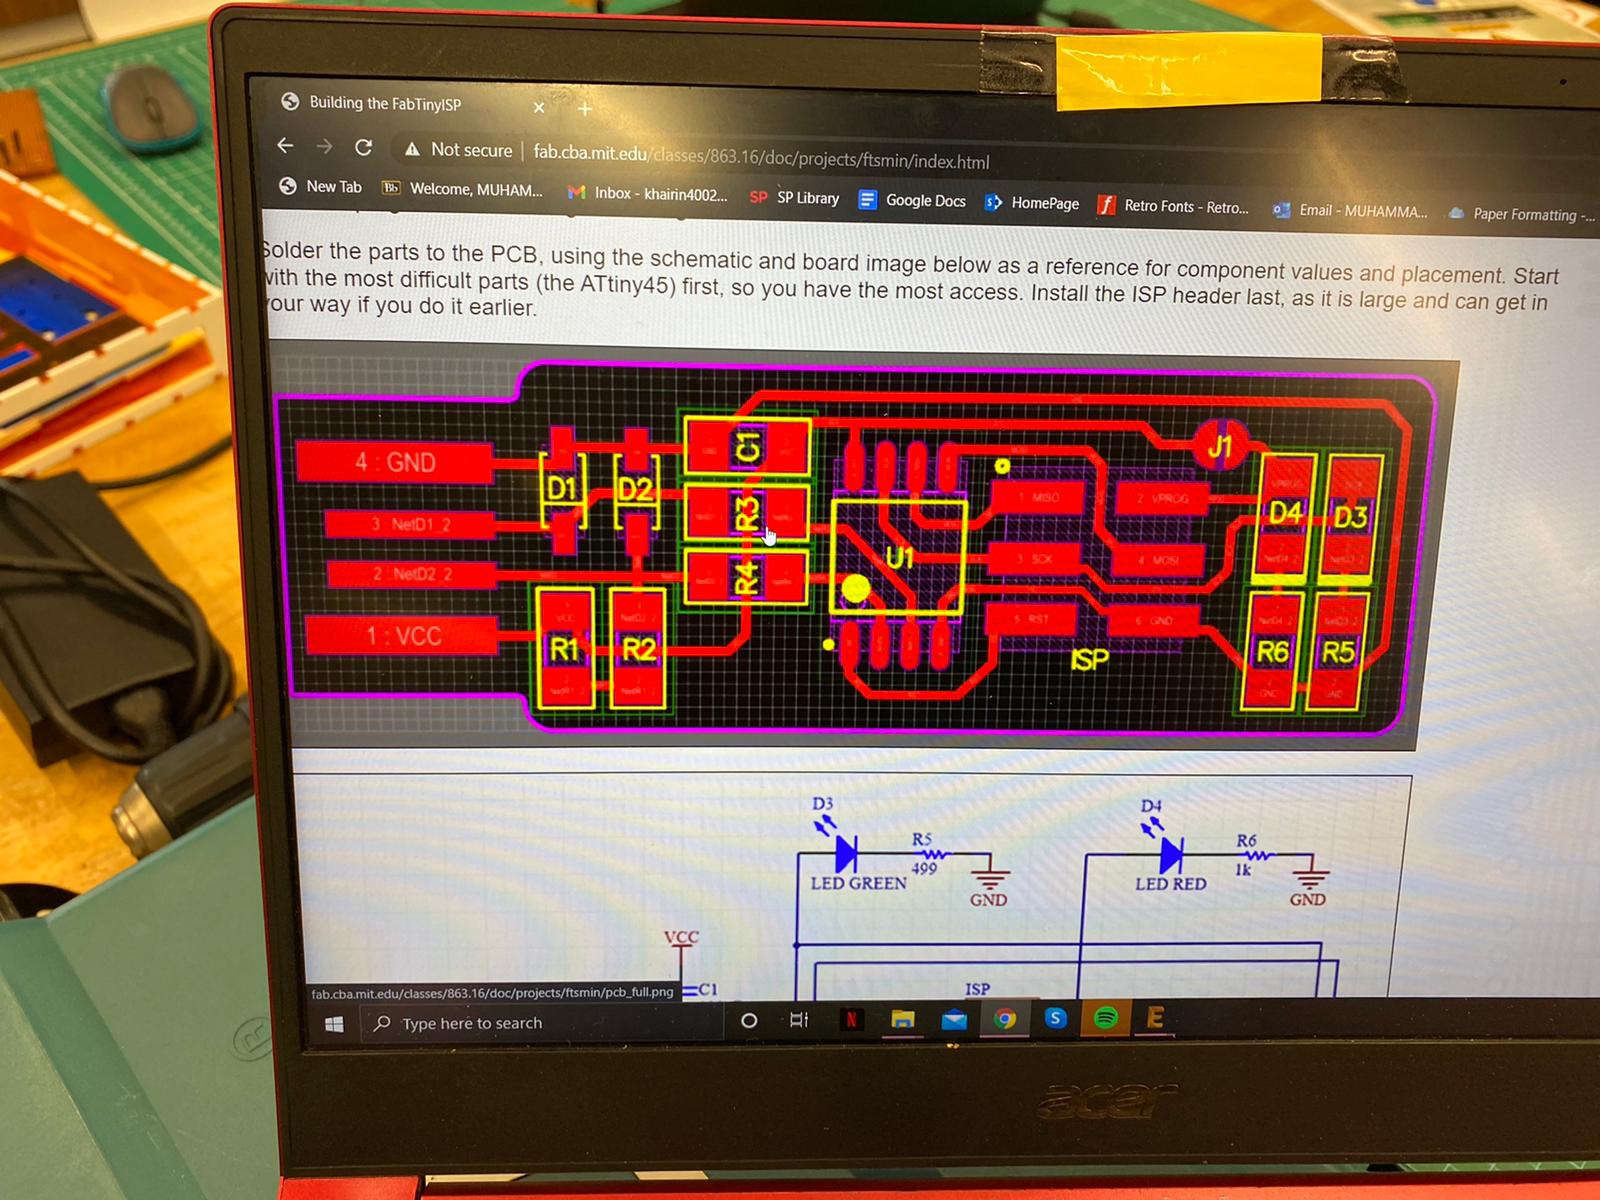 Building the FabTinyISP
Not secure fab.cba.mit.edu/classes/863.16/doc/projects/ftsmin/index.html
New Tab Bb Welcome, MUHAM... Inbox - khairin4002... SP SP Library Google Docs HomePage Retro Fonts - Retro... Email - MUHAMMA... Paper Formatting -...
Solder the parts to the PCB, using the schematic and board image below as a reference for component values and placement. Start
with the most difficult parts (the ATtiny45) first, so you have the most access. Install the ISP header last, as it is large and can get in
your way if you do it earlier.
4 : GND
3 : NetD1_2
2 : NetD2_2
1 : VCC
D1
D2
C1
R3
R4
R1
VCC
R2
U1
1 MISO
2 VPROG
3 SCK
4 MOSI
5 RST
6 GND
ISP
J1
D4
D3
R6
R5
GND
GND
D3
LED GREEN
R5
499
GND
D4
LED RED
R6
1k
GND
VCC
C1
ISP
fab.cba.mit.edu/classes/863.16/doc/projects/ftsmin/pcb_full.png
Type here to search
acer